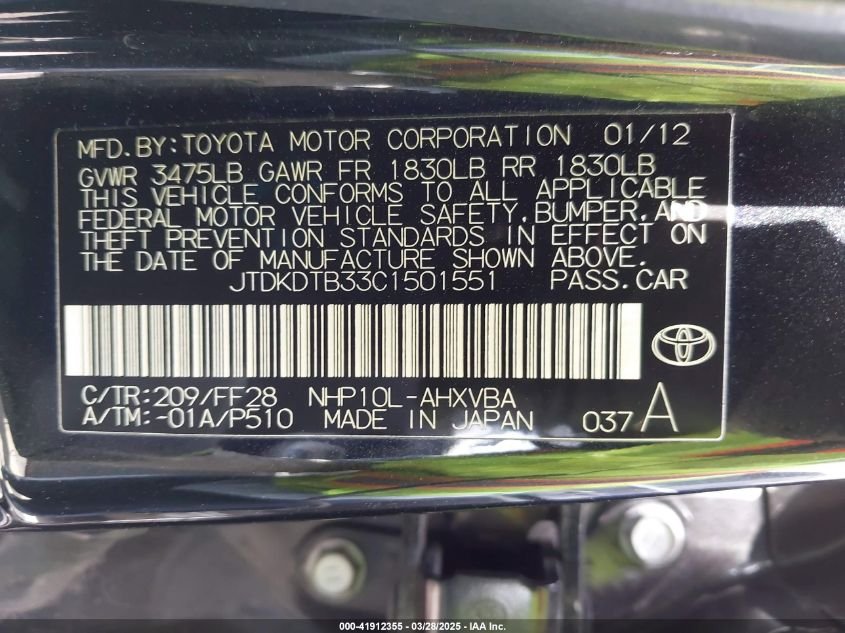 MFD.BY:TOYOTA MOTOR CORPORATION 01/12
GVWR 3475LB GAWR FR 1830LB RR 1830LB
THIS VEHICLE CONFORMS TO ALL APPLICABLE
FEDERAL MOTOR VEHICLE SAFETY,BUMPER,AND
THEFT PREVENTION STANDARDS IN EFFECT ON
THE DATE OF MANUFACTURE SHOWN ABOVE.
JTDKDTB33C1501551 PASS.CAR
C/TR:209/FF28 NHP10L-AHXVBA
A/TM:-01A/P510 MADE IN JAPAN 037 A
000-41912355 - 03/28/2025 - IAA Inc.